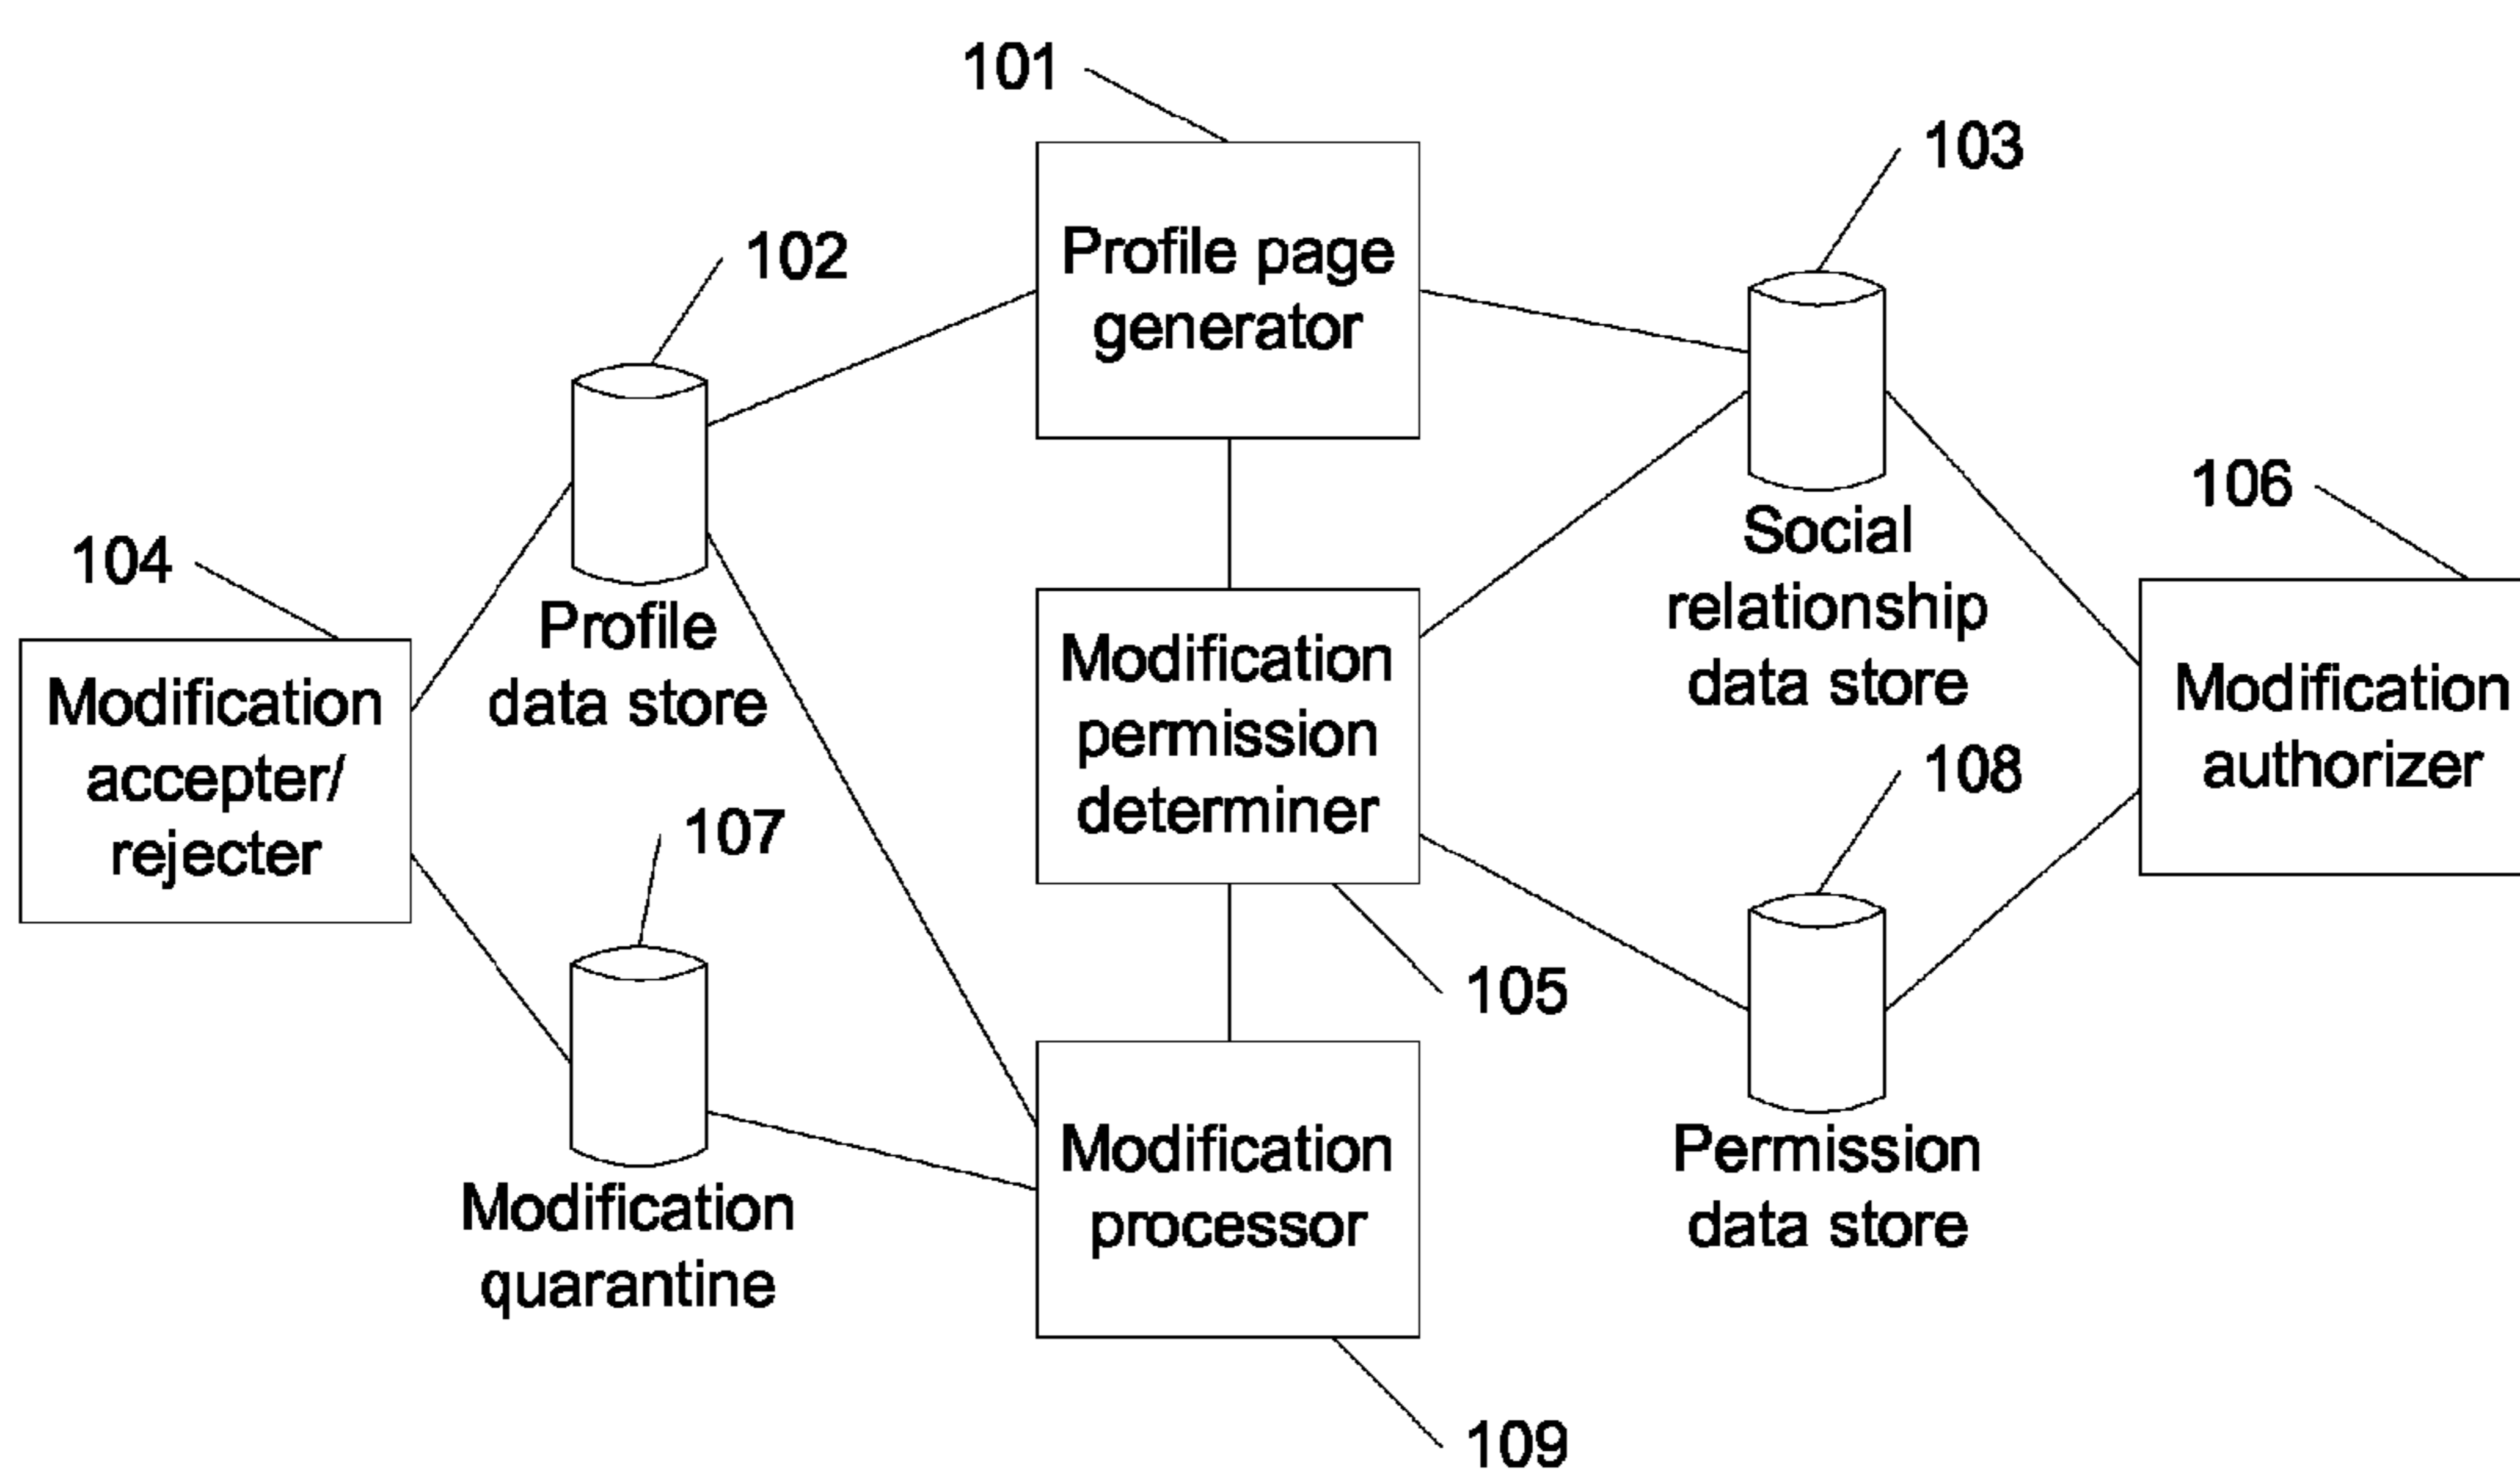 101
103
102
Profile page
generator
106
104
Social
relationship
data store
Profile
data store
Modification
permission
determiner
Modification
authorizer
Modification
accepter/
rejecter
108
107
105
Modification
processor
Permission
data store
Modification
quarantine
109